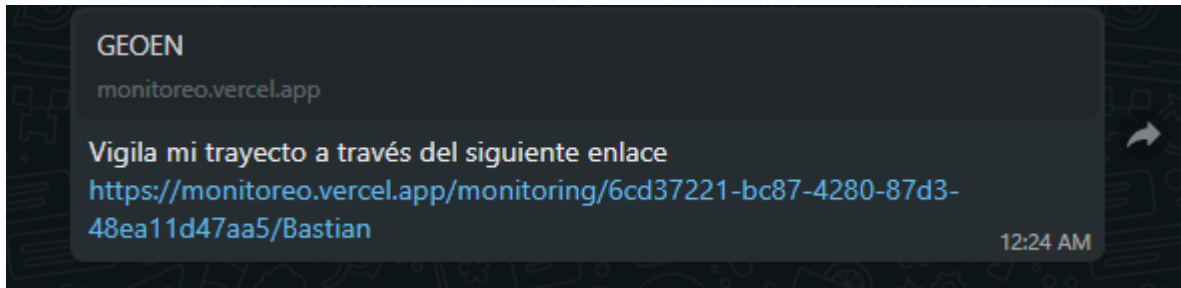 GEOEN
monitoreo.vercel.app
Vigila mi trayecto a través del siguiente enlace
https://monitoreo.vercel.app/monitoring/6cd37221-bc87-4280-87d3-
48ea11d47aa5/Bastian
12:24 AM